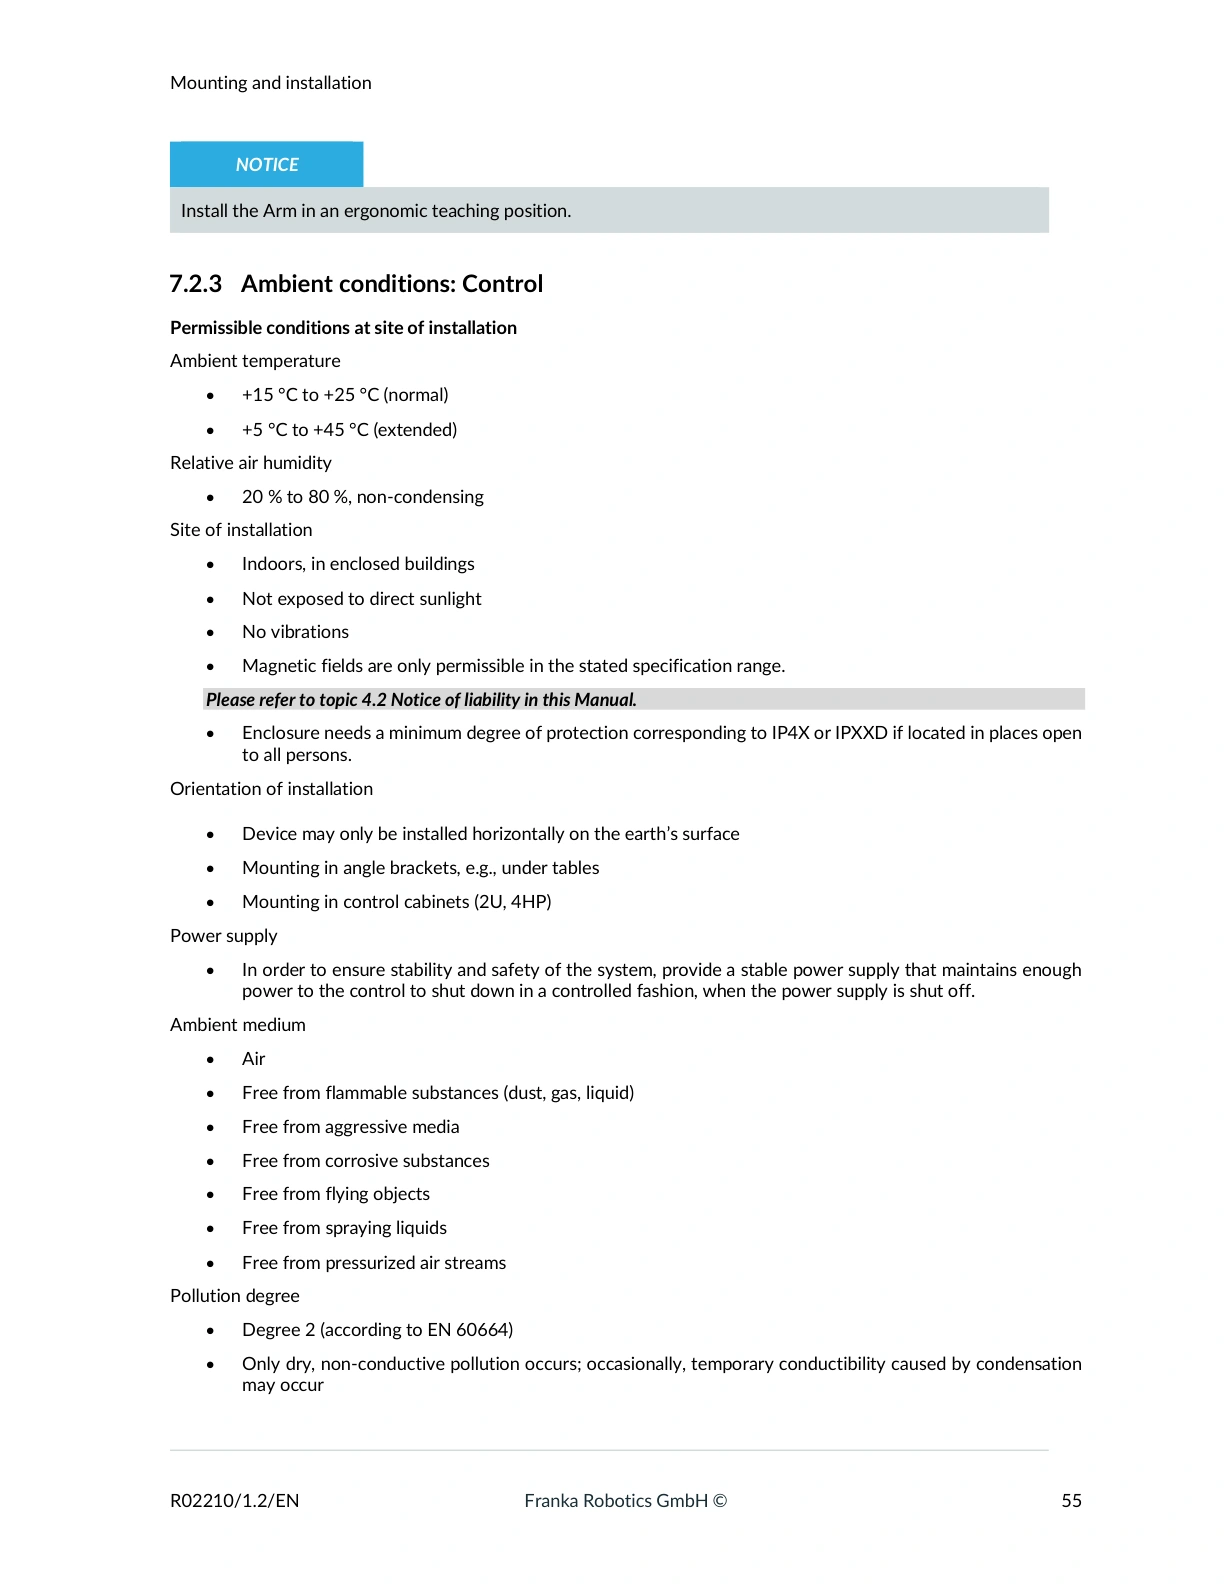 Mounting and installation
NOTICE
Install the Arm in an ergonomic teaching position.
7.2.3 Ambient conditions: Control
Permissible conditions at site of installation
Ambient temperature
• +15 °C to +25 °C (normal)
• +5 °C to +45 °C (extended)
Relative air humidity
• 20 % to 80 %, non-condensing
Site of installation
• Indoors, in enclosed buildings
• Not exposed to direct sunlight
• No vibrations
• Magnetic fields are only permissible in the stated specification range.
Please refer to topic 4.2 Notice of liability in this Manual.
• Enclosure needs a minimum degree of protection corresponding to IP4X or IPXXD if located in places open
to all persons.
Orientation of installation
• Device may only be installed horizontally on the earth’s surface
• Mounting in angle brackets, e.g., under tables
• Mounting in control cabinets (2U, 4HP)
Power supply
• In order to ensure stability and safety of the system, provide a stable power supply that maintains enough
power to the control to shut down in a controlled fashion, when the power supply is shut off.
Ambient medium
• Air
• Free from flammable substances (dust, gas, liquid)
• Free from aggressive media
• Free from corrosive substances
• Free from flying objects
• Free from spraying liquids
• Free from pressurized air streams
Pollution degree
• Degree 2 (according to EN 60664)
• Only dry, non-conductive pollution occurs; occasionally, temporary conductibility caused by condensation
may occur
R02210/1.2/EN Franka Robotics GmbH © 55